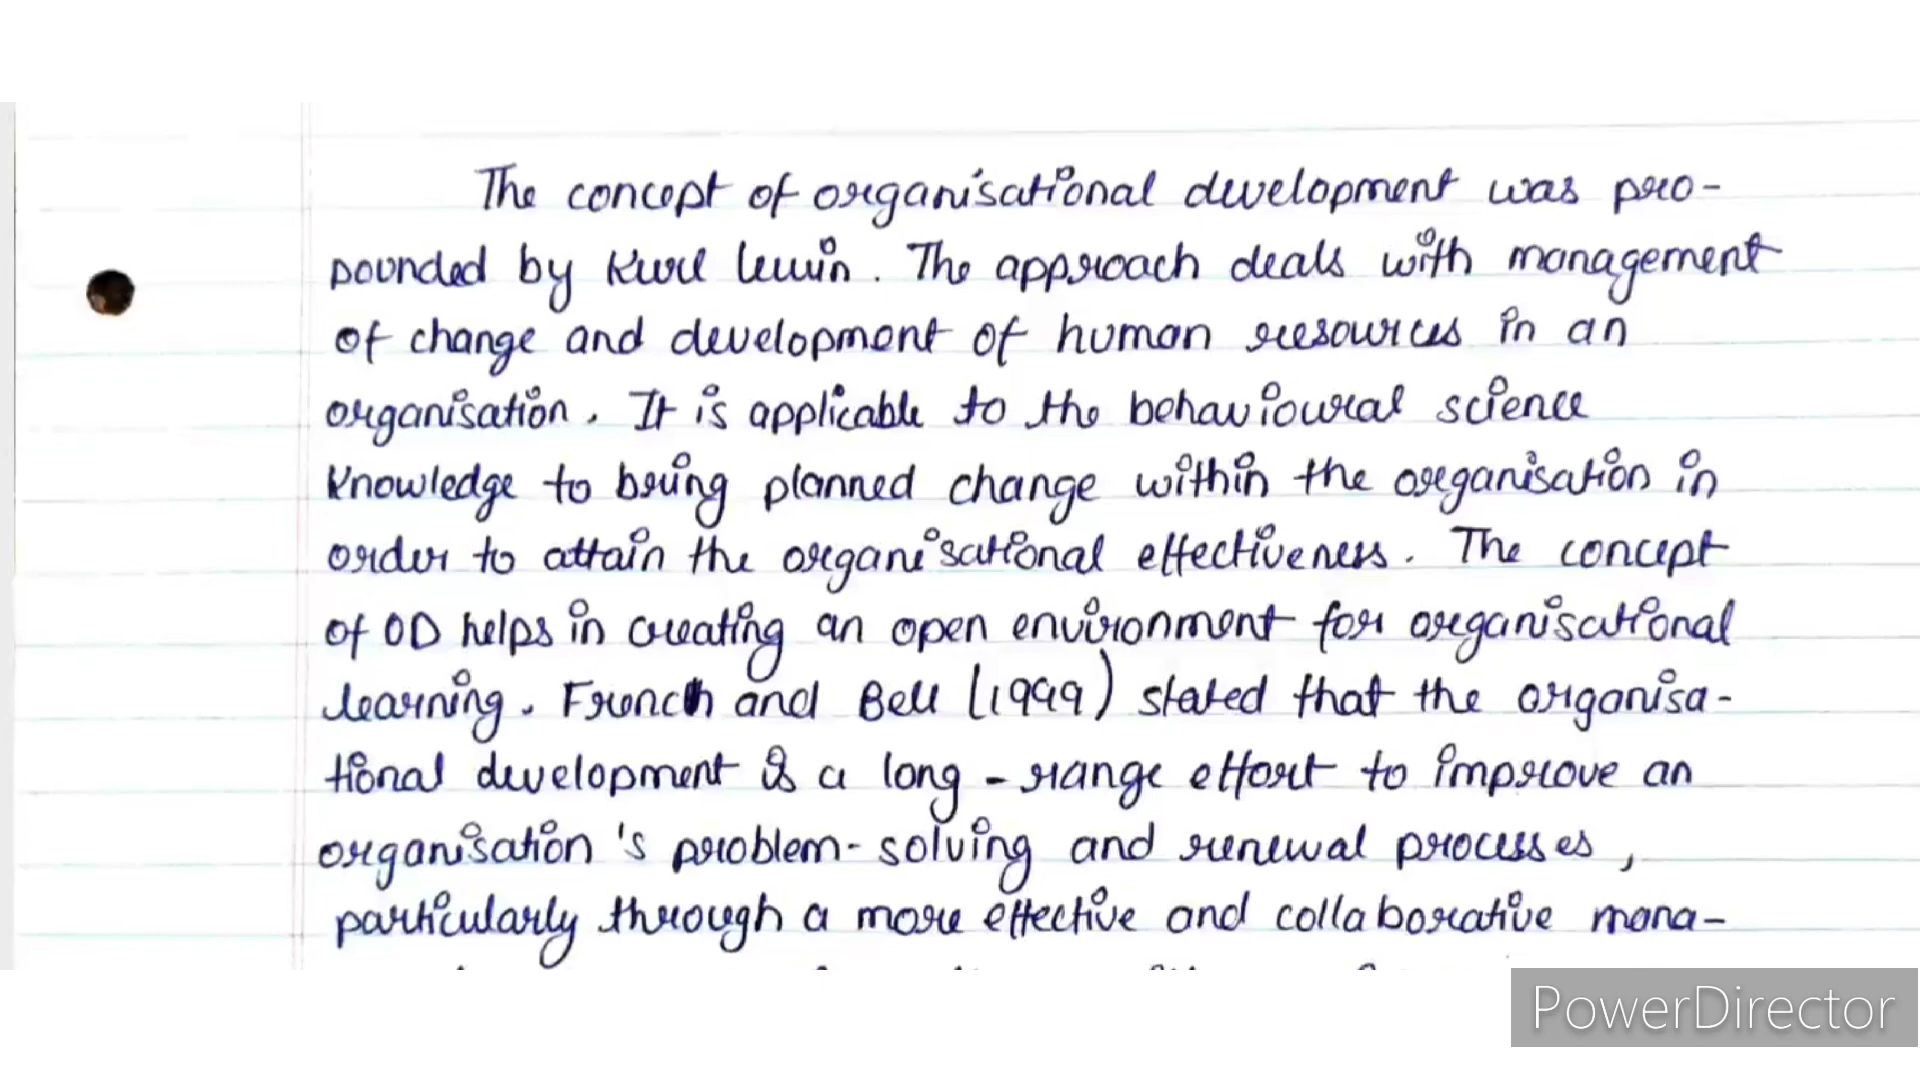 The concept of organisational development was pro-
pounded by Kurl Lewin. The approach deals with management
of change and development of human resources in an
organisation. It is applicable to the behavioural science
knowledge to bring planned change within the organisation in
order to attain the organisational effectiveness. The concept
of OD helps in creating an open environment for organisational
learning. French and Bell (1999) stated that the organisa-
tional development is a long-range effort to improve an
organisation's problem-solving and renewal processes,
particularly through a more effective and collaborative mana-
PowerDirector